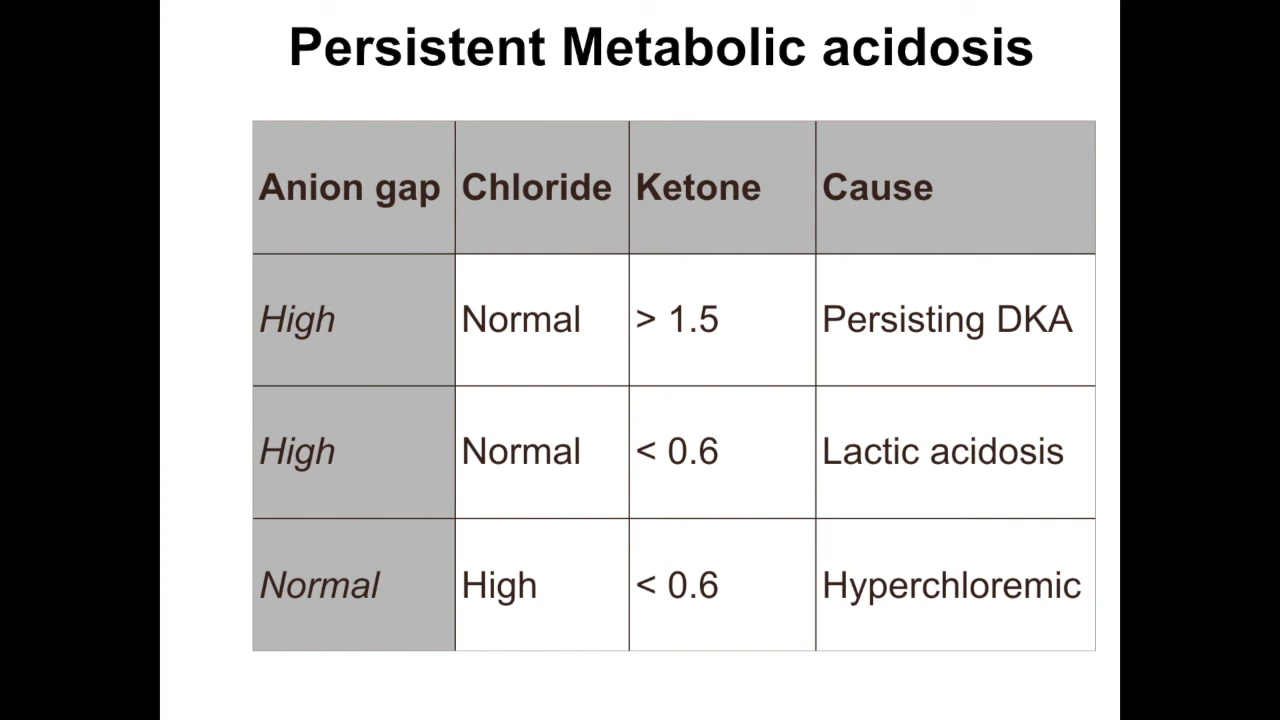 Persistent Metabolic acidosis
Anion gap Chloride Ketone Cause
High Normal > 1.5 Persisting DKA
High Normal < 0.6 Lactic acidosis
Normal High < 0.6 Hyperchloremic